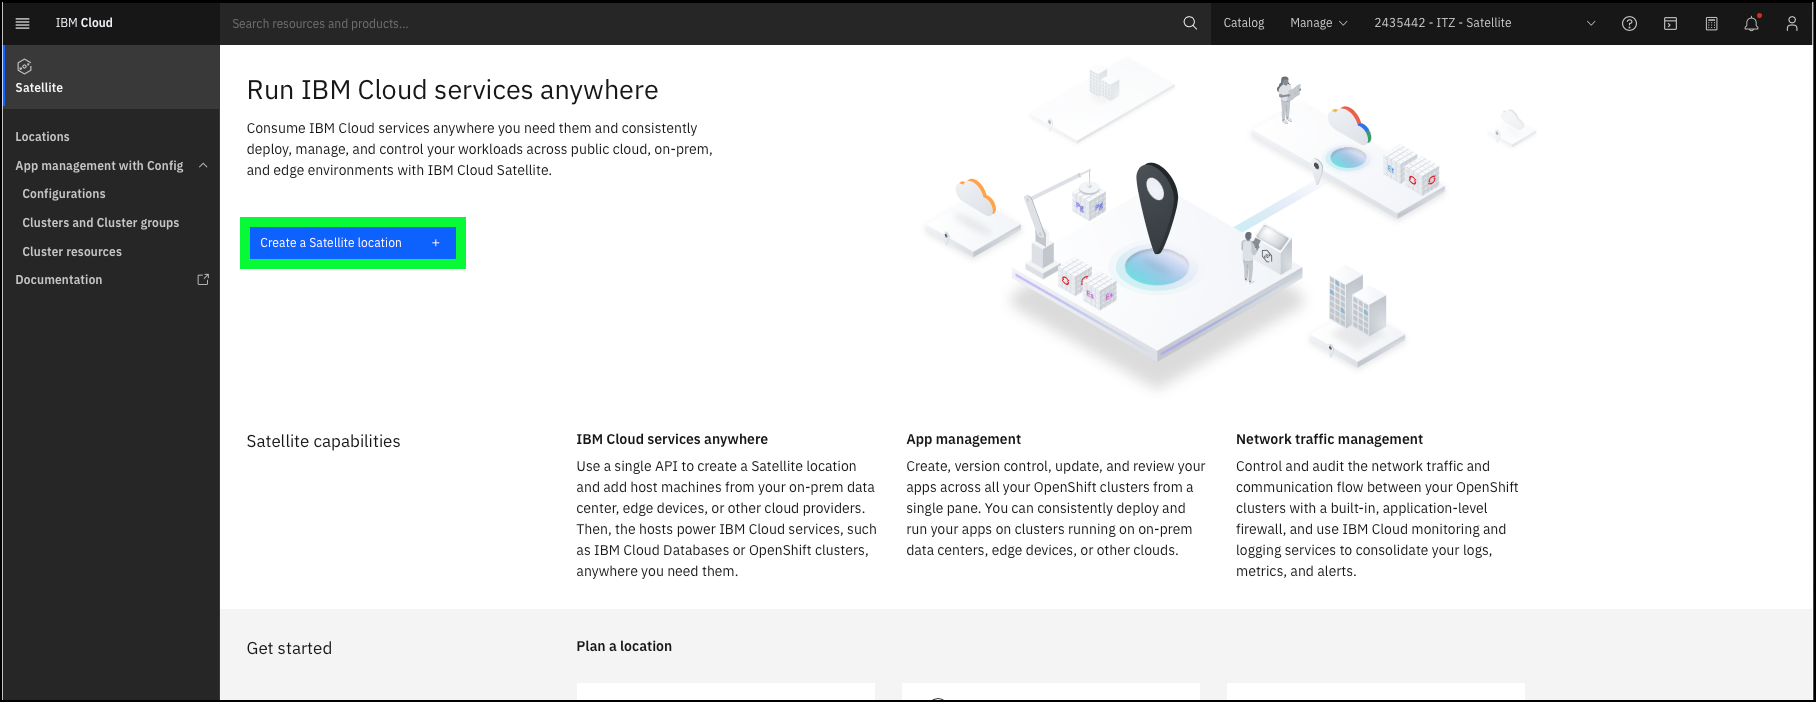 IBM Cloud
Search resources and products...
Catalog
Manage
2435442 - ITZ - Satellite
Satellite
Locations
App management with Config
Configurations
Clusters and Cluster groups
Cluster resources
Documentation
Run IBM Cloud services anywhere
Consume IBM Cloud services anywhere you need them and consistently
deploy, manage, and control your workloads across public cloud, on-prem,
and edge environments with IBM Cloud Satellite.
Create a Satellite location +
Satellite capabilities
IBM Cloud services anywhere
Use a single API to create a Satellite location
and add host machines from your on-prem data
center, edge devices, or other cloud providers.
Then, the hosts power IBM Cloud services, such
as IBM Cloud Databases or OpenShift clusters,
anywhere you need them.
App management
Create, version control, update, and review your
apps across all your OpenShift clusters from a
single pane. You can consistently deploy and
run your apps on clusters running on on-prem
data centers, edge devices, or other clouds.
Network traffic management
Control and audit the network traffic and
communication flow between your OpenShift
clusters with a built-in, application-level
firewall, and use IBM Cloud monitoring and
logging services to consolidate your logs,
metrics, and alerts.
Get started
Plan a location